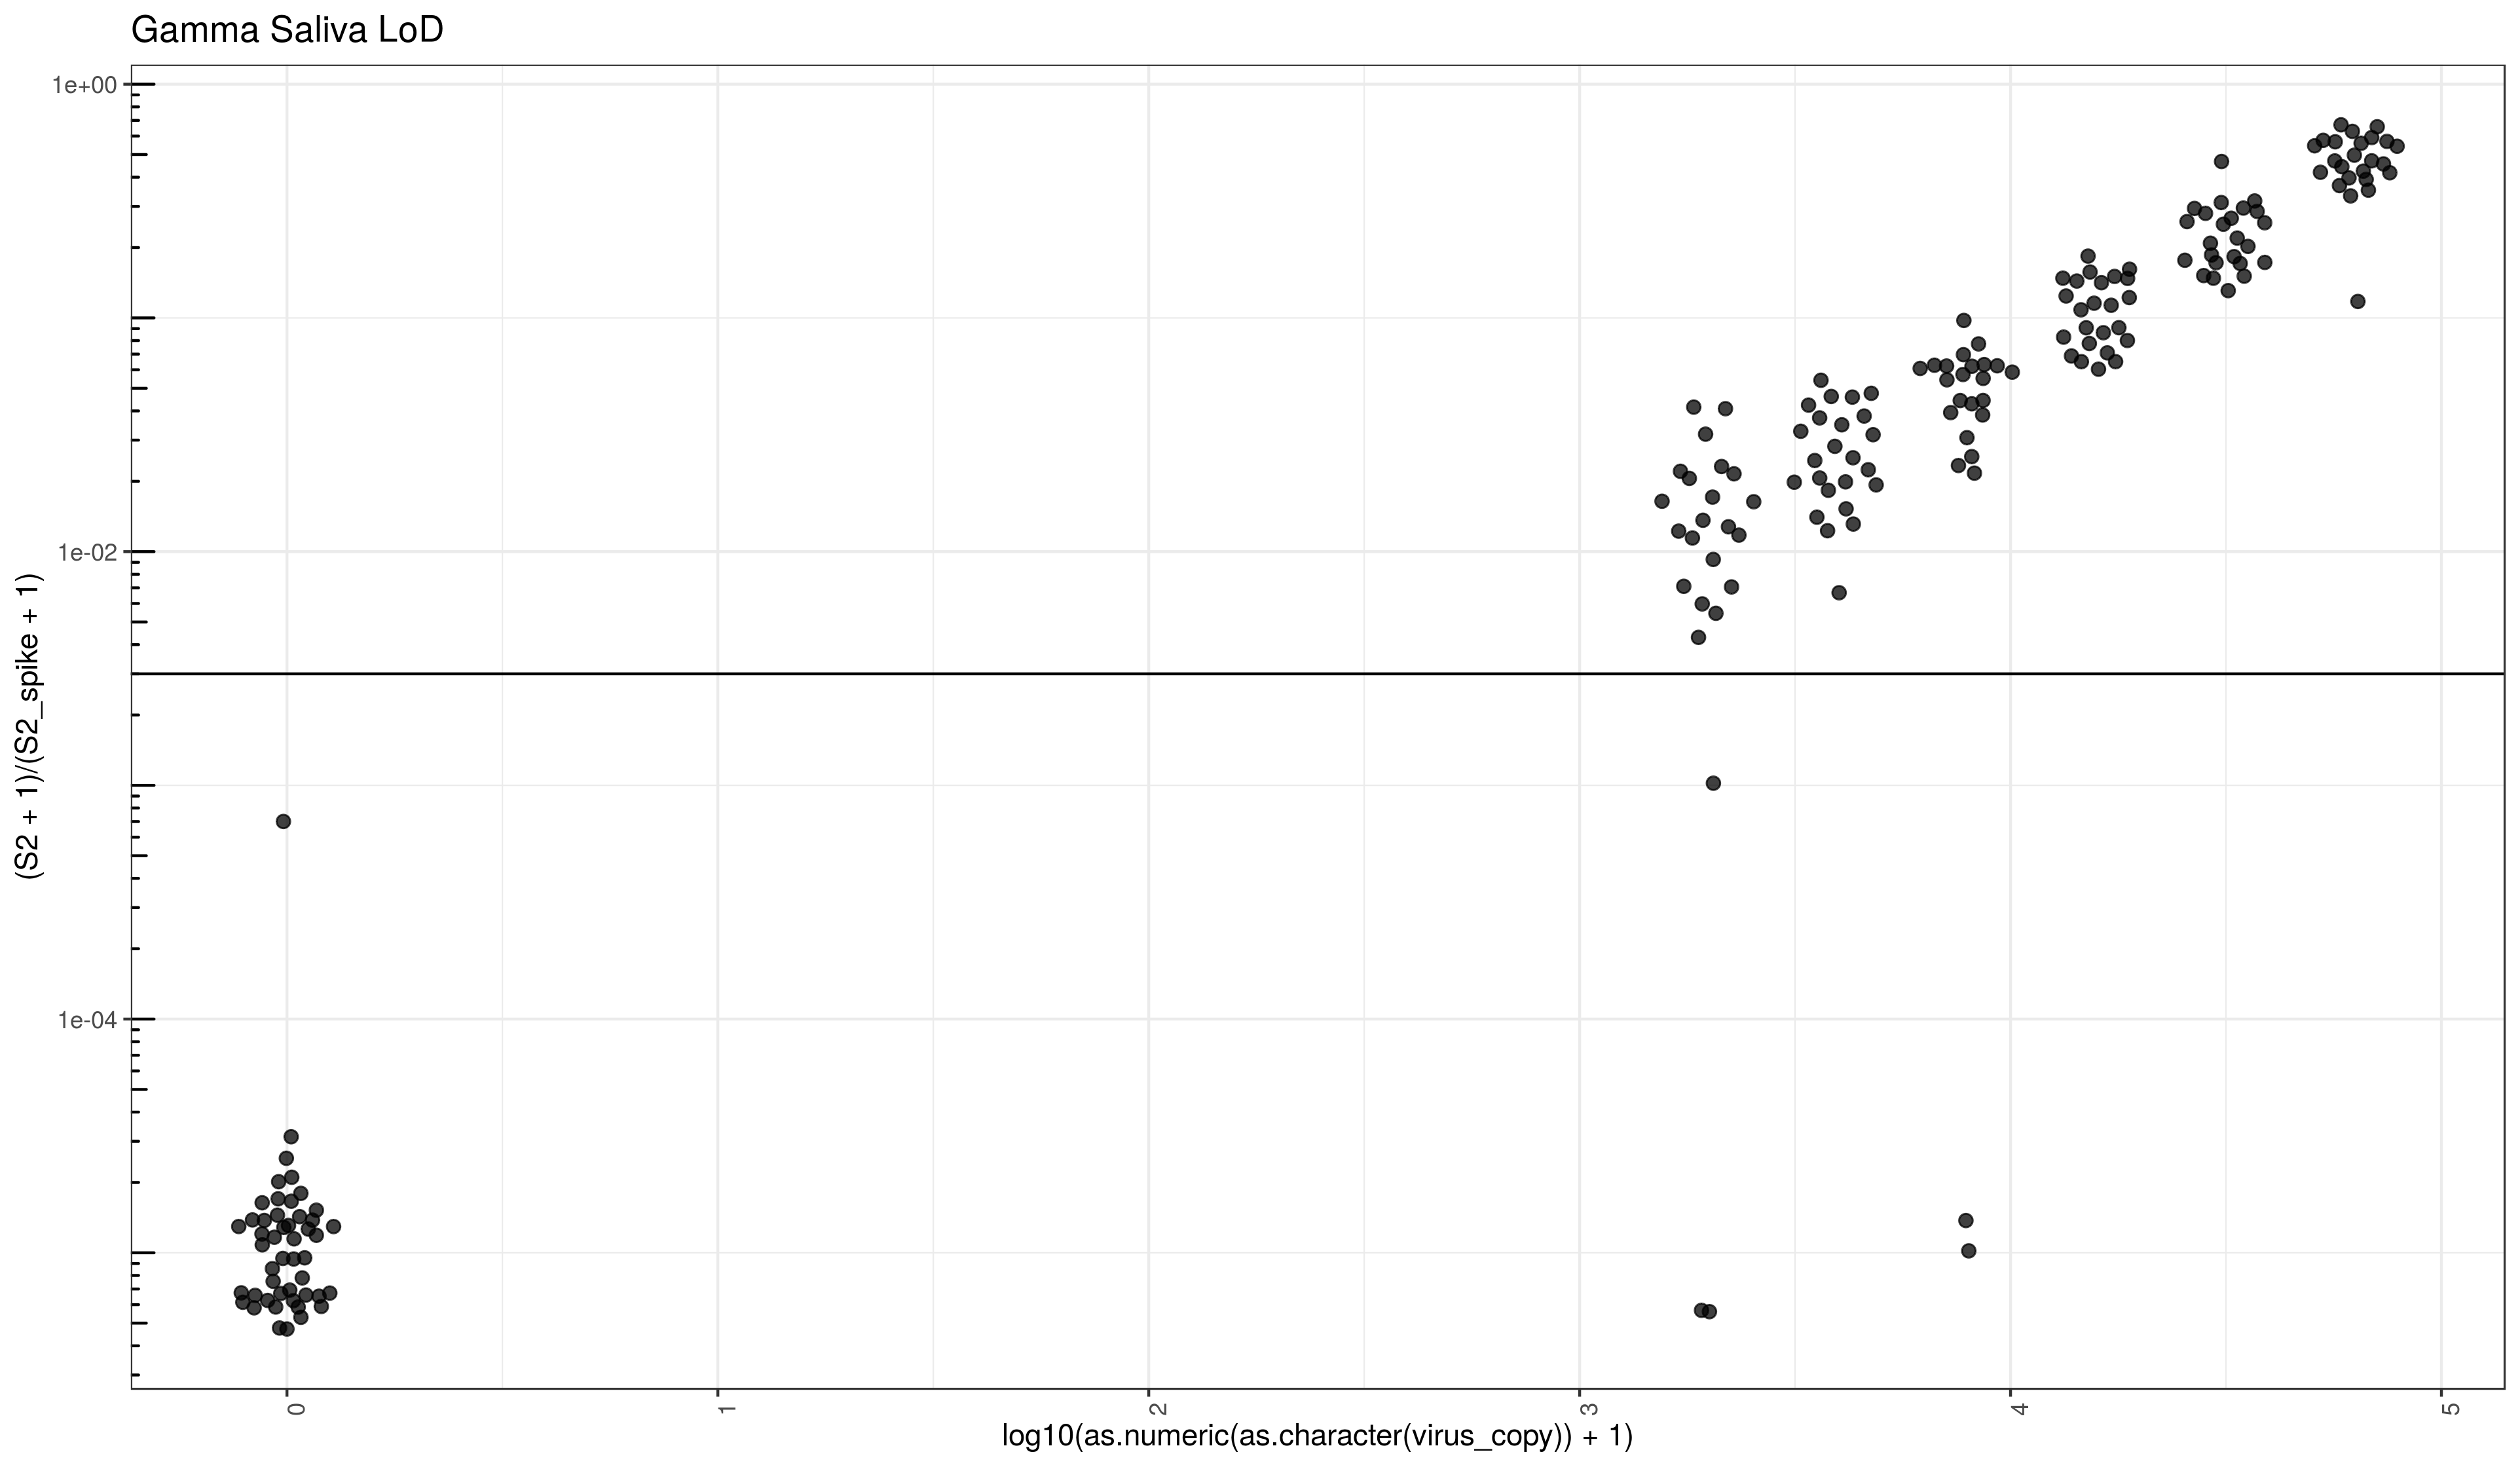 Gamma Saliva LoD
1e+00
1e-02
1e-04
(S2 + 1)/(S2_spike + 1)
0
1
2
3
4
5
log10(as.numeric(as.character(virus_copy)) + 1)